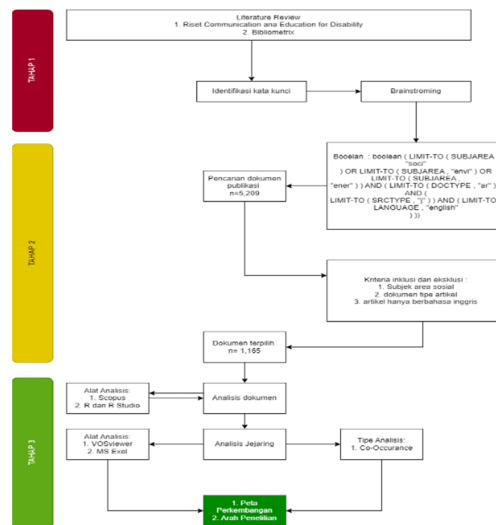 Literature Review
1. Riset Communication ana Education for Disability
2. Bibliometrix
TAHAP 1
Identifikasi kata kunci
Brainstroming
TAHAP 2
Booelan : boolean ( LIMIT-TO ( SUBJAREA
"soci"
) OR LIMIT-TO ( SUBJAREA , "envi" ) OR
LIMIT-TO ( SUBJAREA ,
"ener" ) ) AND ( LIMIT-TO ( DOCTYPE , "ar" )
AND (
LIMIT-TO ( SRCTYPE , "j" ) ) AND ( LIMIT-TO
LANGUAGE , "english"
) ))
Pencarian dokumen
publikasi
n=5,209
Kriteria inklusi dan eksklusi :
1. Subjek area sosial
2. dokumen tipe artikel
3. artikel hanya berbahasa inggris
Dokumen terpilih
n= 1,165
TAHAP 3
Alat Analisis:
1. Scopus
2. R dan R Studio
Analisis dokumen
Alat Analisis:
1. VOSviewer
2. MS Exel
Analisis Jejaring
Tipe Analisis:
1. Co-Occurance
1. Peta
Perkembangan
2. Arah Penelitian